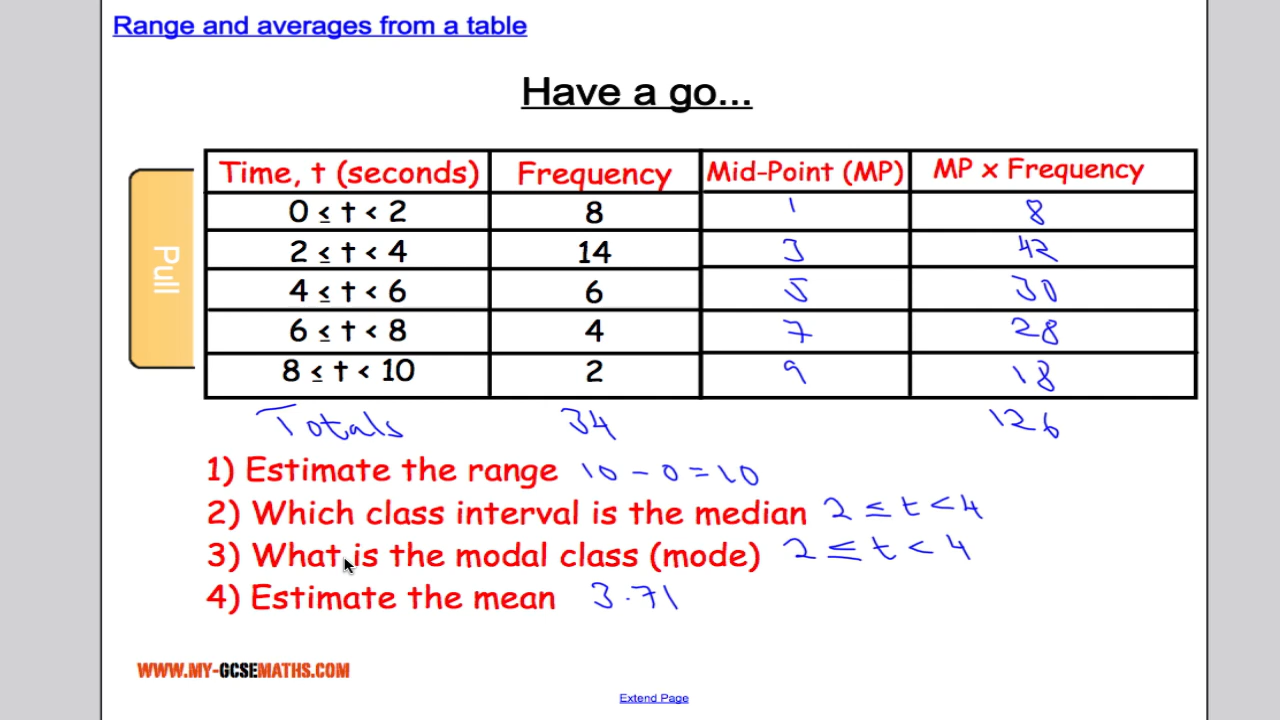 Range and averages from a table
Have a go...
Pull
Time, t (seconds) Frequency Mid-Point (MP) MP x Frequency
0 ≤ t < 2 8 1 8
2 ≤ t < 4 14 3 42
4 ≤ t < 6 6 5 30
6 ≤ t < 8 4 7 28
8 ≤ t < 10 2 9 18
Totals 34 126
1) Estimate the range 10 - 0 = 10
2) Which class interval is the median 2 ≤ t < 4
3) What is the modal class (mode) 2 ≤ t < 4
4) Estimate the mean 3.71
WWW.MY-GCSEMATHS.COM
Extend Page